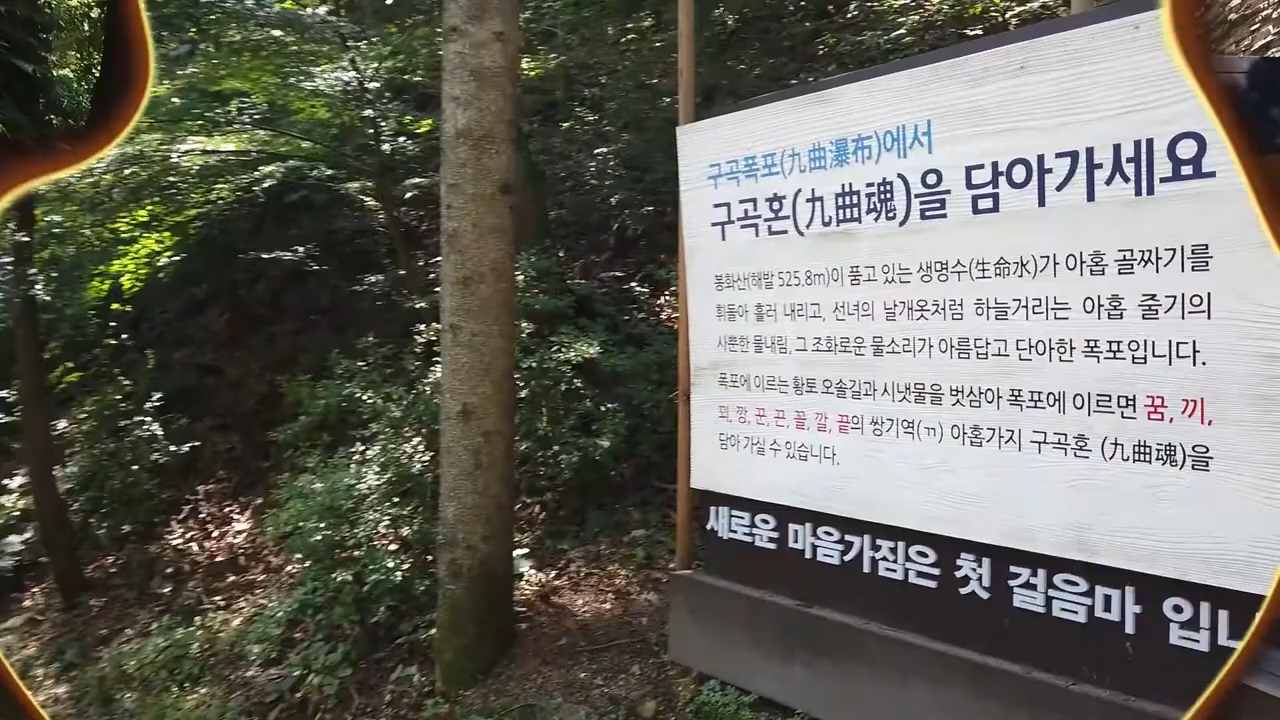 구곡폭포(九曲瀑布)에서
구곡혼(九曲魂)을 담아가세요
봉화산(해발 525.8m)이 품고 있는 생명수(生命水)가 아홉 골짜기를
휘돌아 흘러 내리고, 선녀의 날개옷처럼 하늘거리는 아홉 줄기의
사뿐한 물내림, 그 조화로운 물소리가 아름답고 단아한 폭포입니다.
폭포에 이르는 황토 오솔길과 시냇물을 벗삼아 폭포에 이르면 꿈, 끼,
꾀, 깡, 꾼, 끈, 꼴, 깔, 끝의 쌍기역(ㄲ) 아홉가지 구곡혼 (九曲魂)을
담아 가실 수 있습니다.
새로운 마음가짐은 첫 걸음마 입